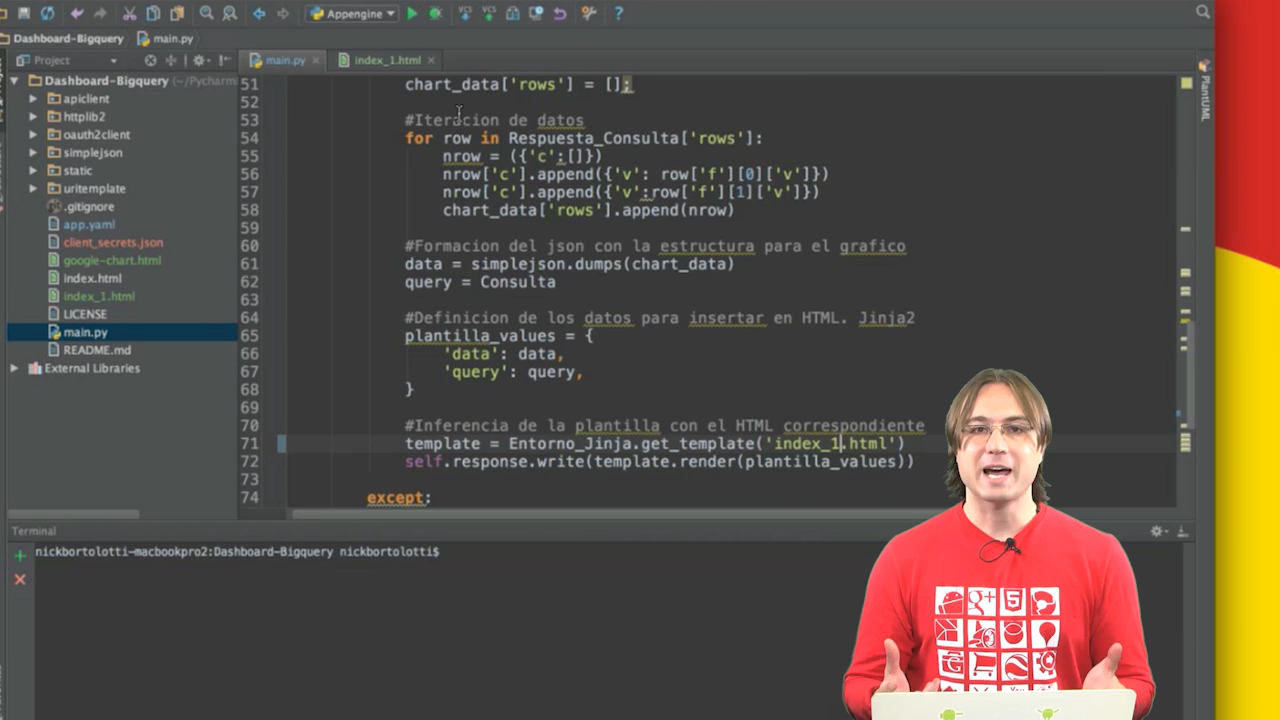 Appengine
Dashboard-Bigquery
main.py
Project
main.py
index_1.html
Dashboard-Bigquery (~/Pycharm
apiclient
httplib2
oauth2client
simplejson
static
uritemplate
.gitignore
app.yaml
client_secrets.json
google-chart.html
index.html
index_1.html
LICENSE
main.py
README.md
External Libraries
51 chart_data['rows'] = [];
52
53 #Iteracion de datos
54 for row in Respuesta_Consulta['rows']:
55 nrow = ({'c':[]})
56 nrow['c'].append({'v': row['f'][0]['v']})
57 nrow['c'].append({'v':row['f'][1]['v']})
58 chart_data['rows'].append(nrow)
59
60 #Formacion del json con la estructura para el grafico
61 data = simplejson.dumps(chart_data)
62 query = Consulta
63
64 #Definicion de los datos para insertar en HTML. Jinja2
65 plantilla_values = {
66 'data': data,
67 'query': query,
68 }
69
70 #Inferencia de la plantilla con el HTML correspondiente
71 template = Entorno_Jinja.get_template('index_1.html')
72 self.response.write(template.render(plantilla_values))
73
74 except:
PlantUML
Terminal
nickbortolotti-macbookpro2:Dashboard-Bigquery nickbortolotti$